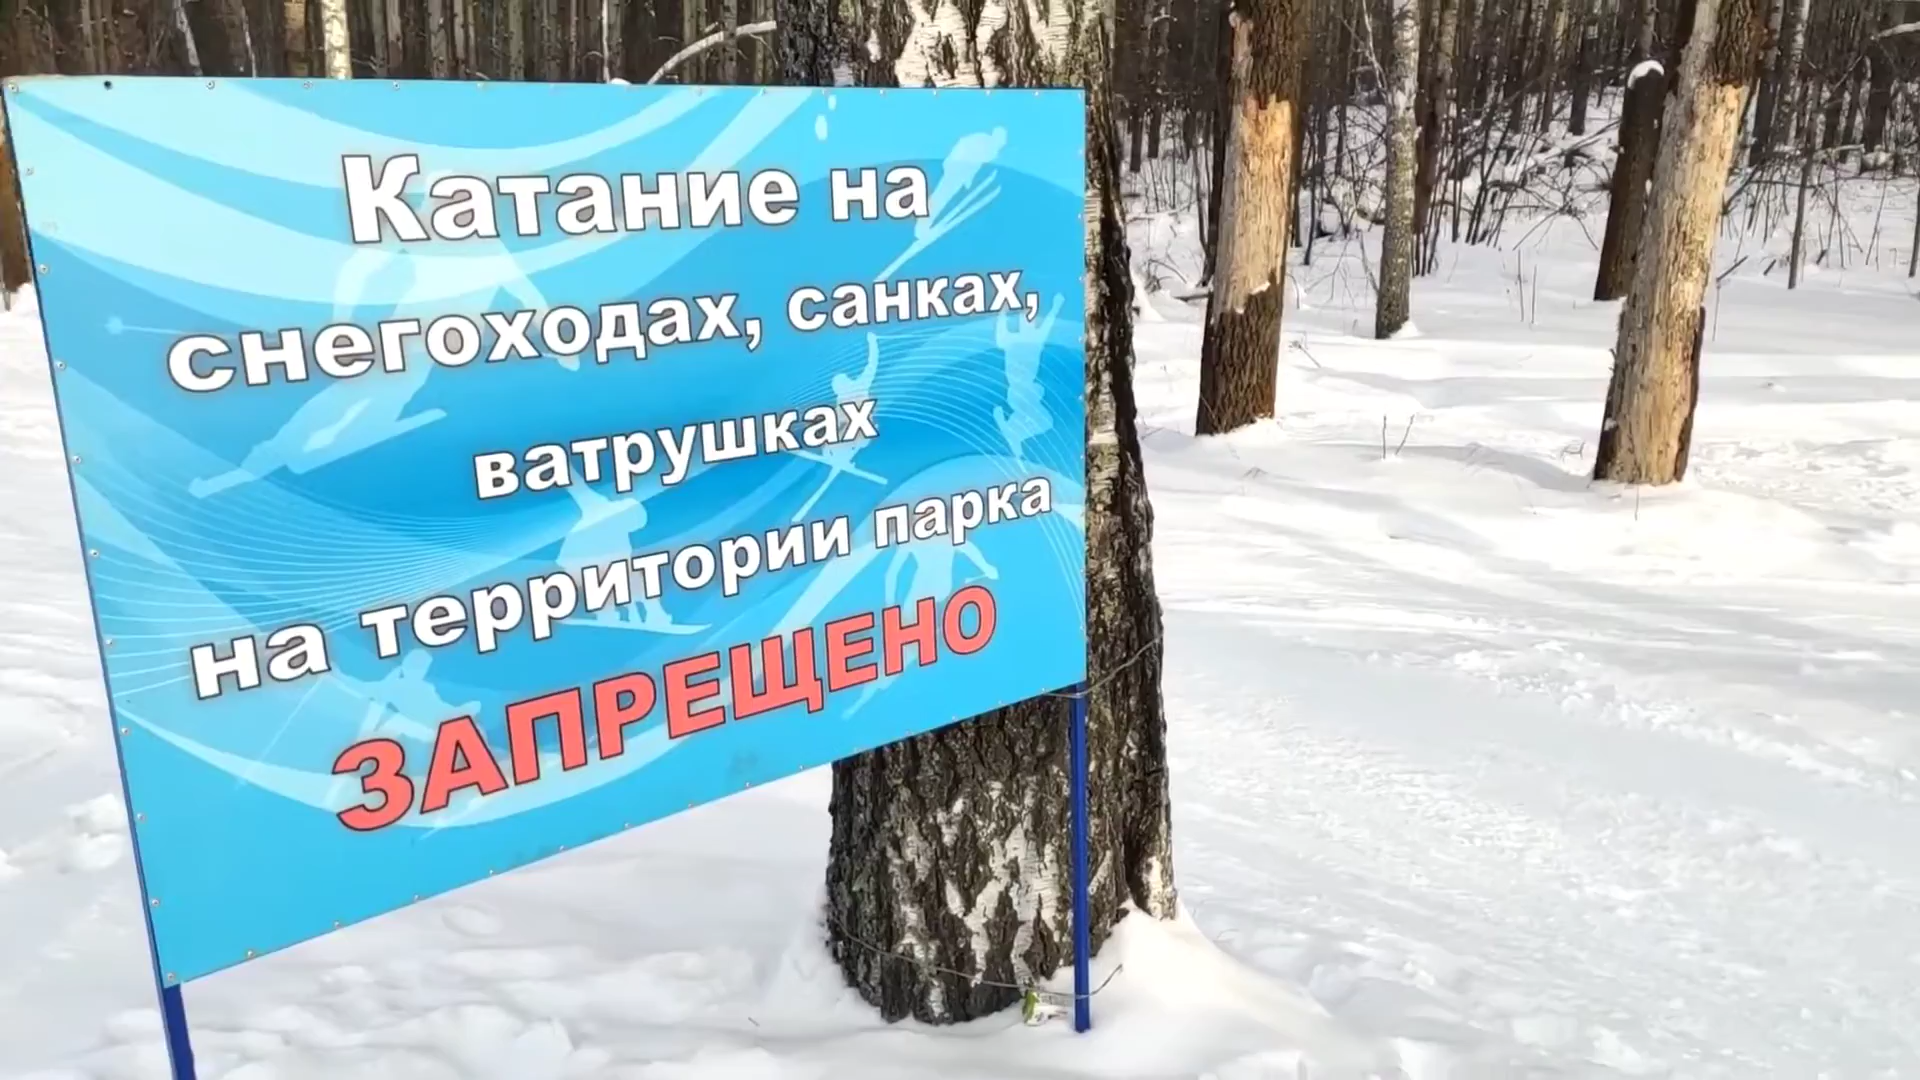 Катание на
снегоходах, санках,
ватрушках
на территории парка
ЗАПРЕЩЕНО